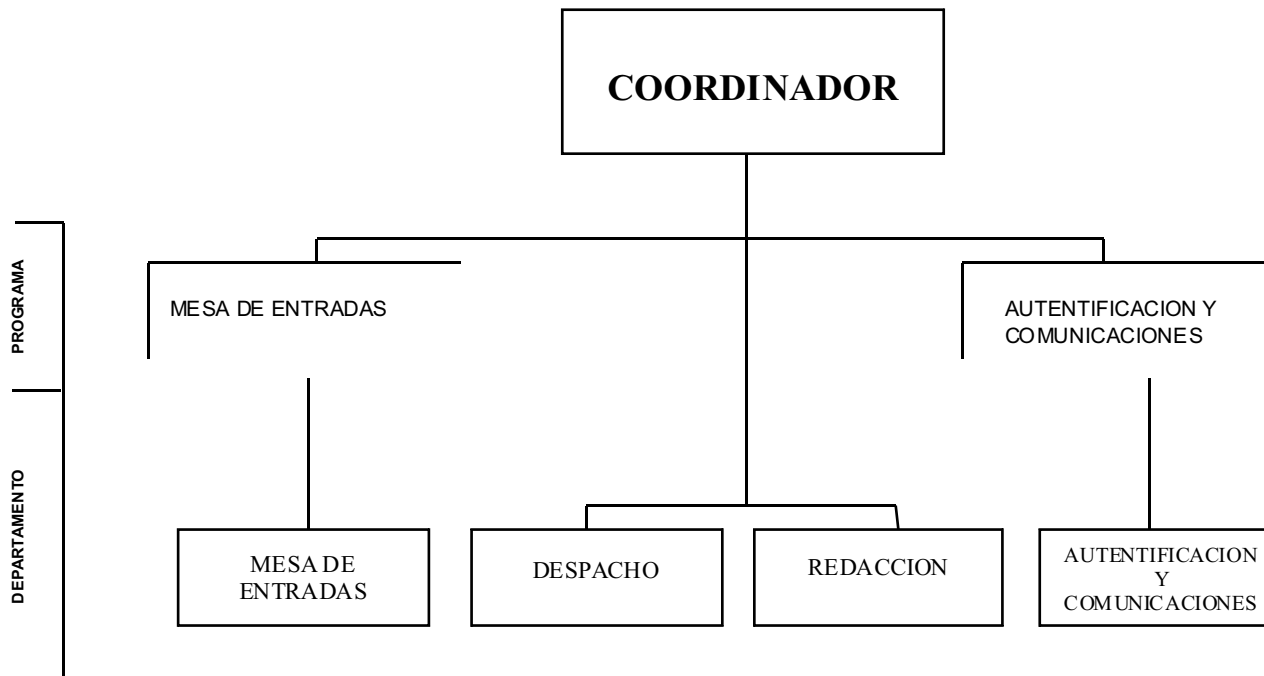 COORDINADOR
PROGRAMA
MESA DE ENTRADAS
AUTENTIFICACION Y
COMUNICACIONES
DEPARTAMENTO
MESA DE
ENTRADAS
DESPACHO
REDACCION
AUTENTIFICACION
Y
COMUNICACIONES